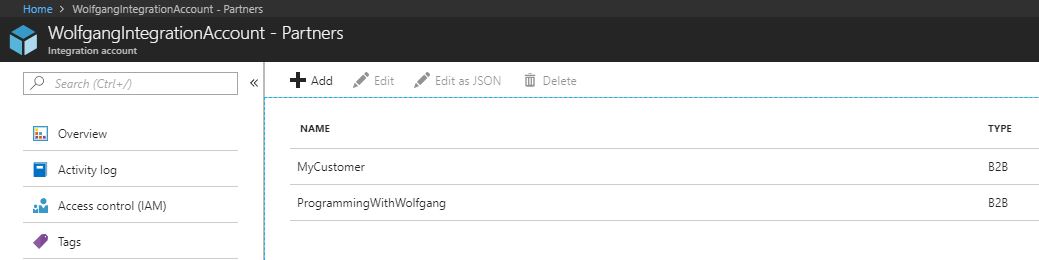 Home > WolfgangIntegrationAccount - Partners
WolfgangIntegrationAccount - Partners
Integration account
Search (Ctrl+/)
«
Add Edit Edit as JSON Delete
Overview
Activity log
Access control (IAM)
Tags
NAME TYPE
MyCustomer B2B
ProgrammingWithWolfgang B2B